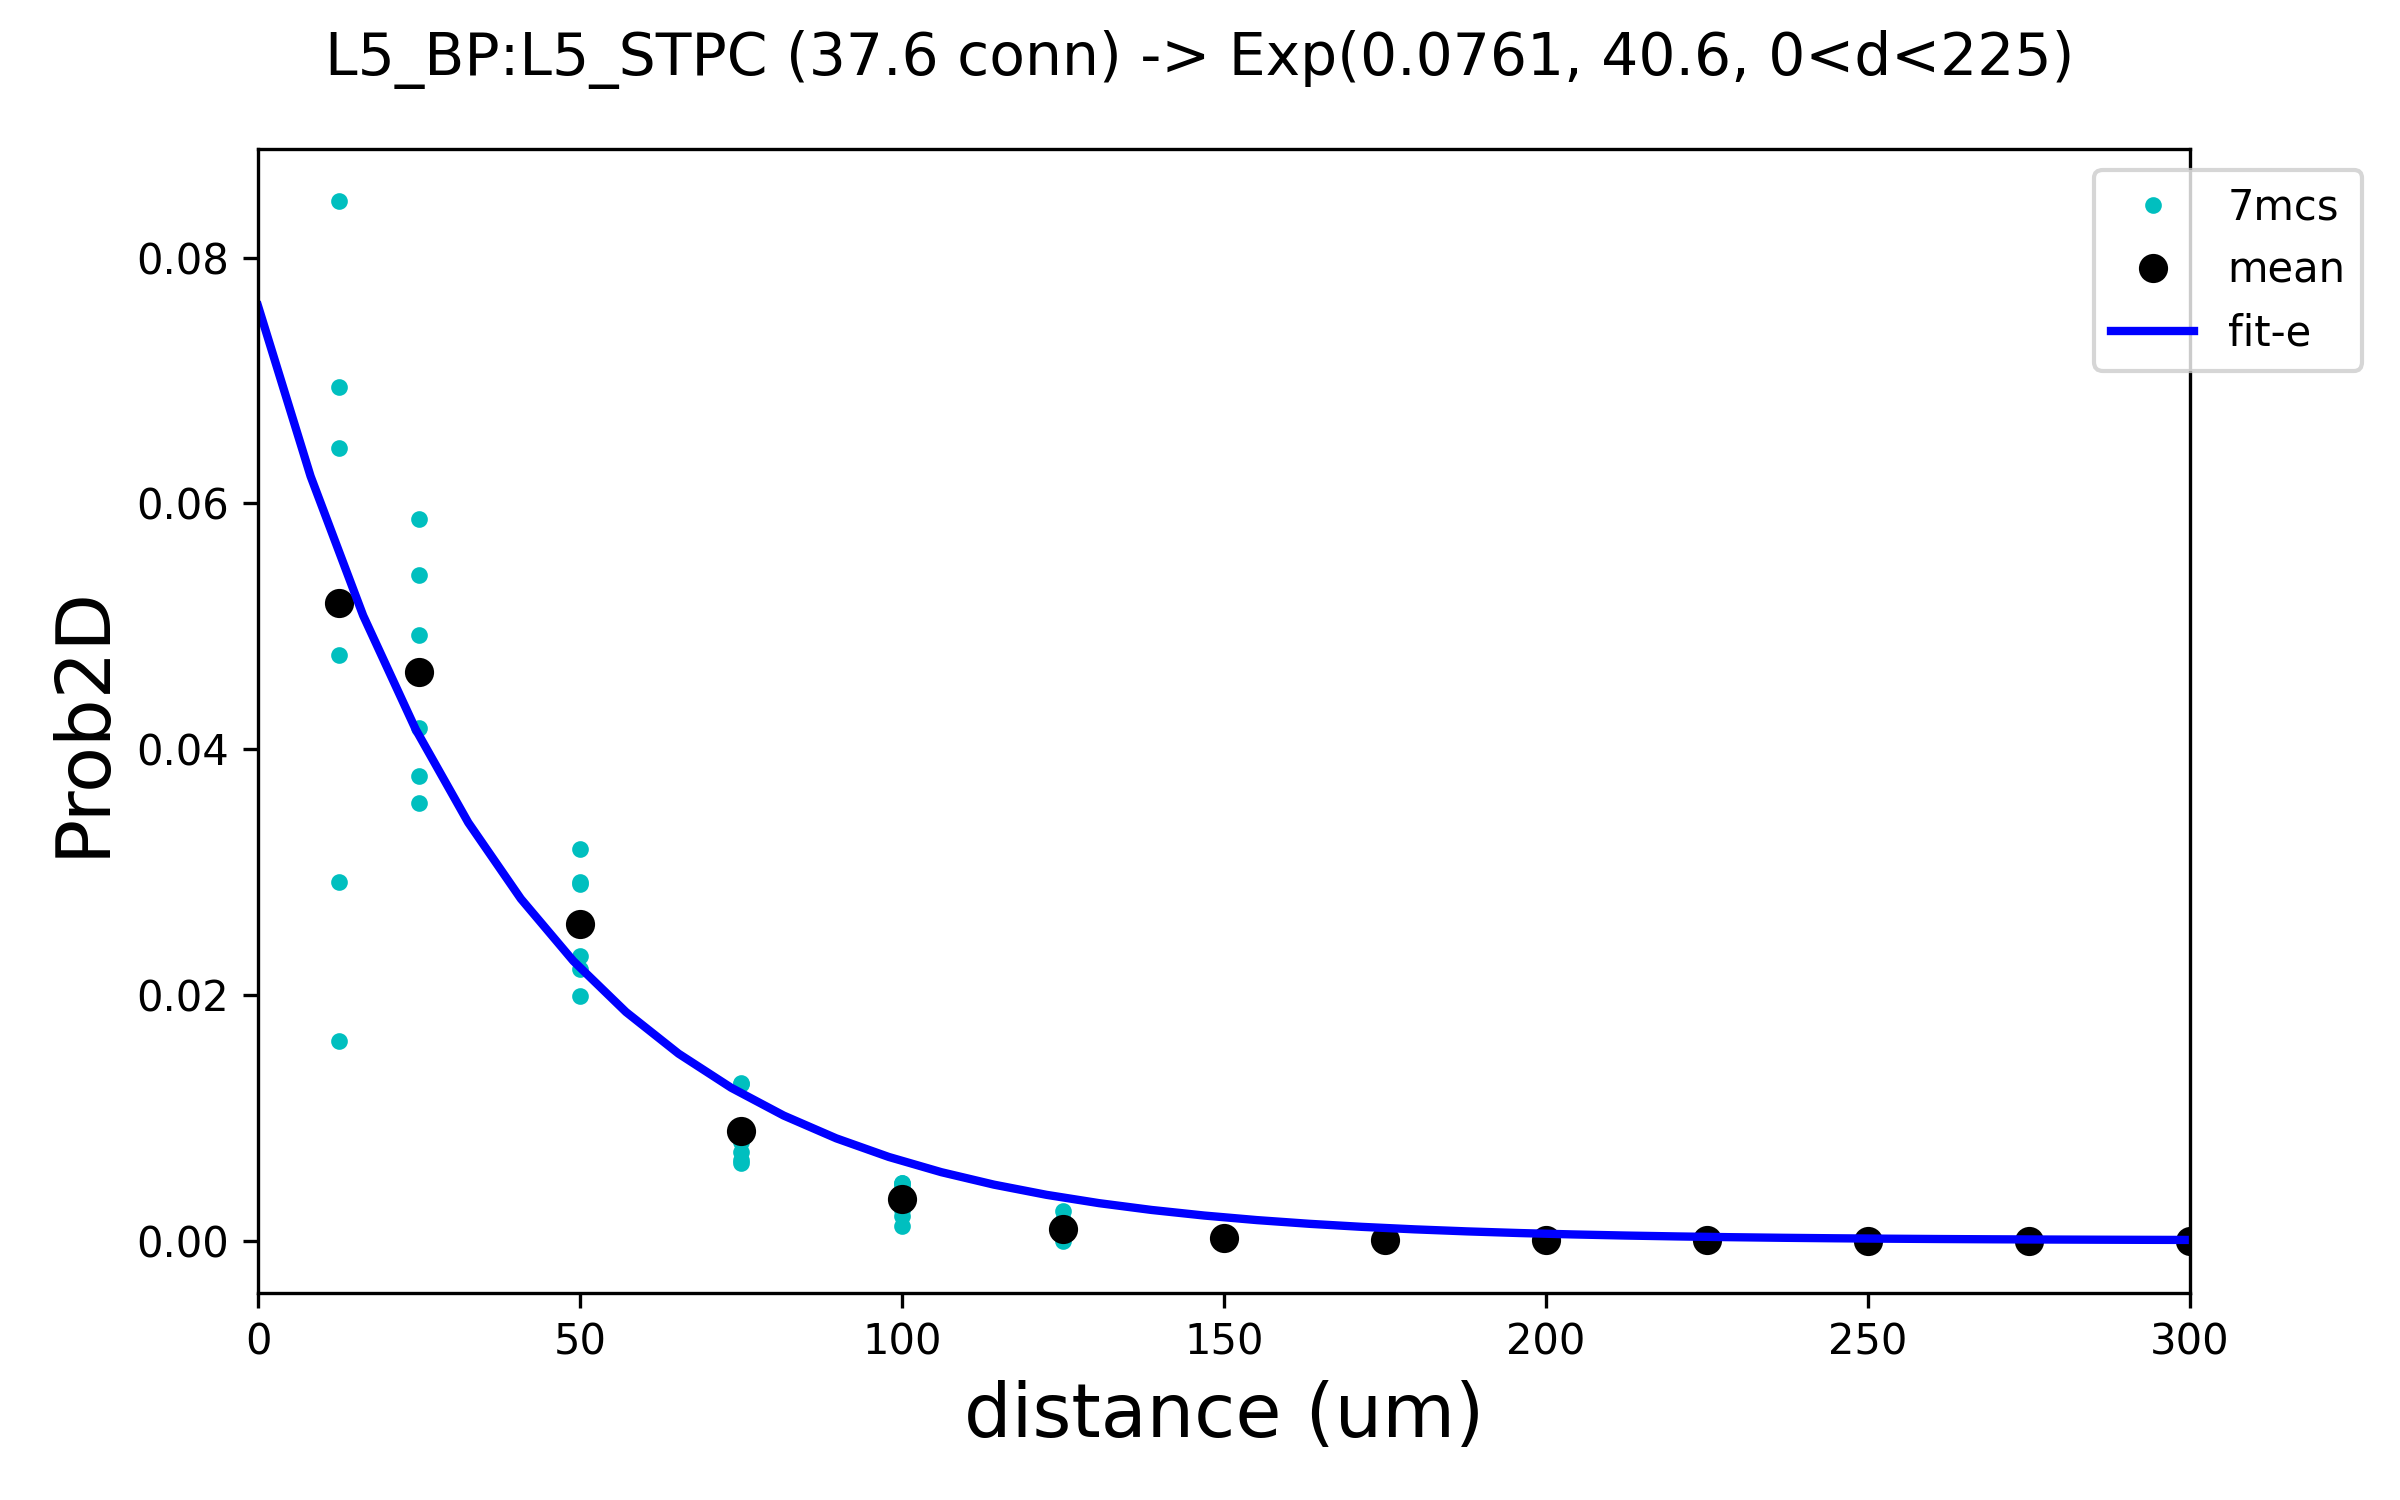 L5_BP:L5_STPC (37.6 conn) -> Exp(0.0761, 40.6, 0<d<225)
7mcs
mean
fit-e
0.08
0.06
0.04
0.02
0.00
Prob2D
0 50 100 150 200 250 300
distance (um)